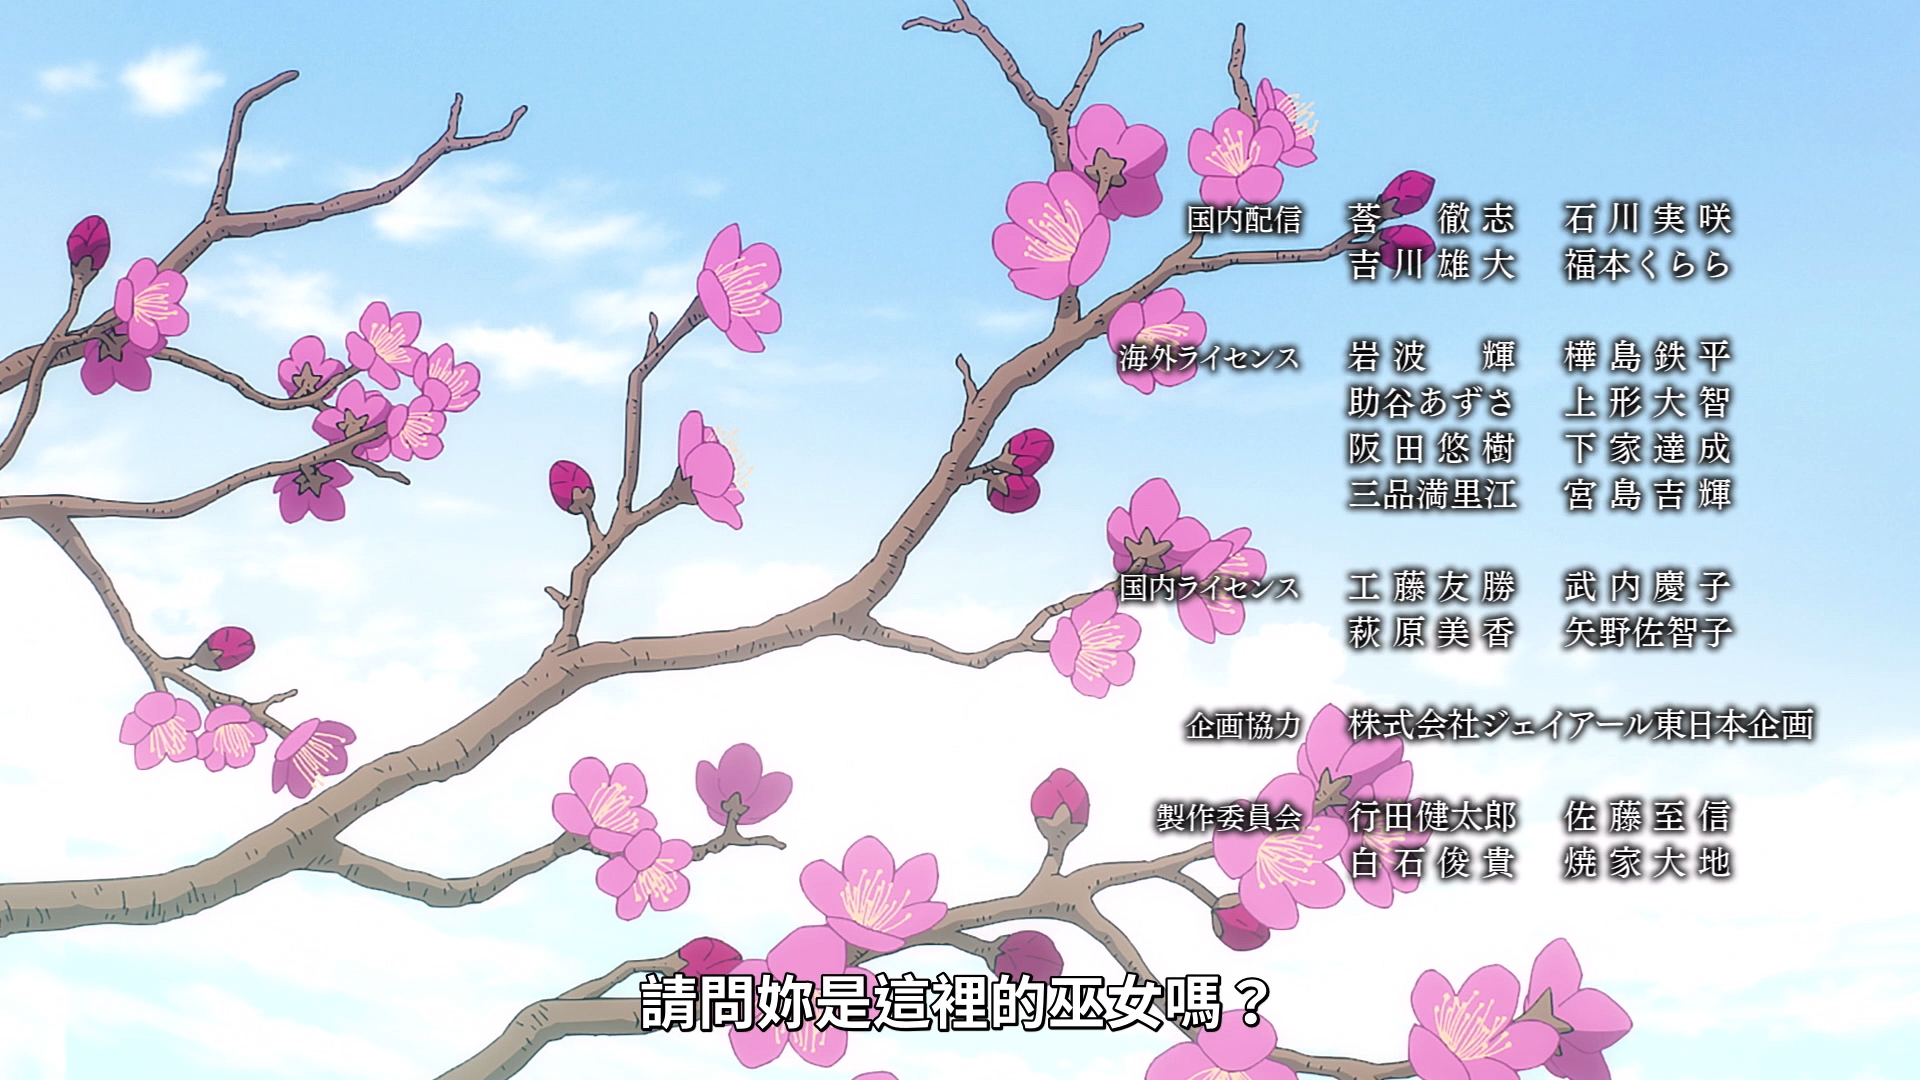 国内配信 荅 徹志 石川実咲
吉川雄大 福本くらら
海外ライセンス 岩波 輝 樺島鉄平
助谷あずさ 上形大智
阪田悠樹 下家達成
三品満里江 宮島吉輝
国内ライセンス 工藤友勝 武内慶子
萩原美香 矢野佐智子
企画協力 株式会社ジェイアール東日本企画
製作委員会 行田健太郎 佐藤至信
白石俊貴 焼家大地
請問妳是這裡的巫女嗎？